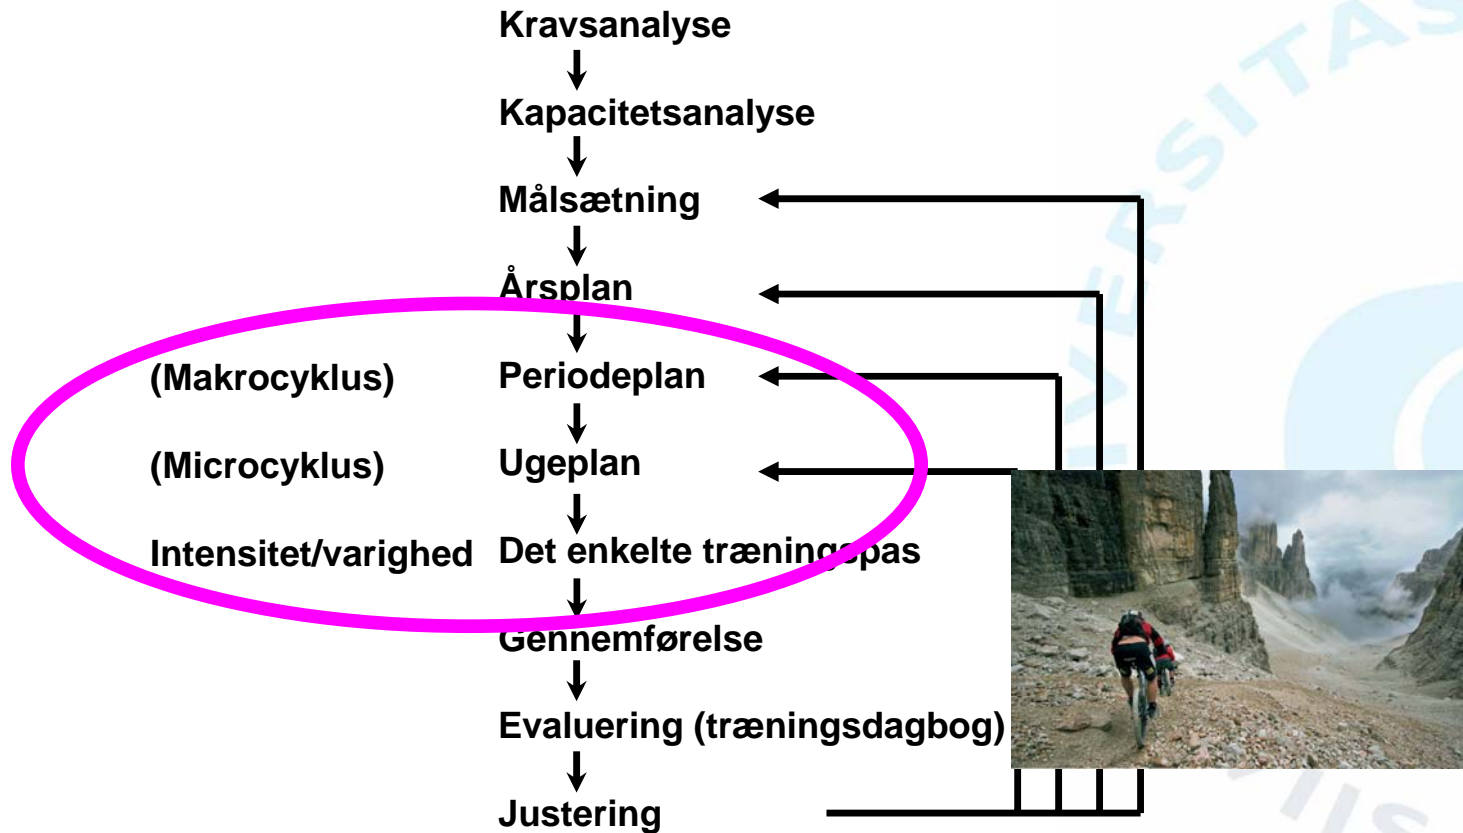 Kravsanalyse
Kapacitetsanalyse
Målsætning
Årsplan
(Makrocyklus) Periodeplan
(Microcyklus) Ugeplan
Intensitet/varighed Det enkelte træningspas
Gennemførelse
Evaluering (træningsdagbog)
Justering